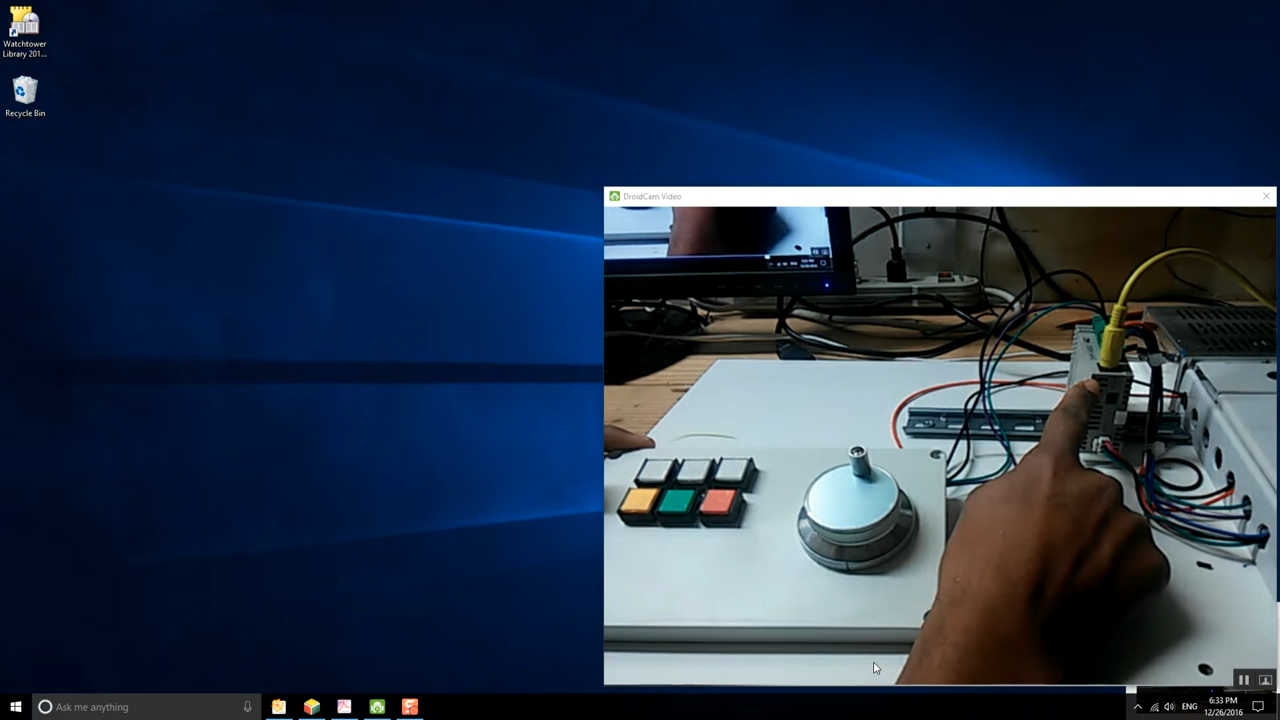 Watchtower
Library 201...
Recycle Bin
DroidCam Video
Ask me anything
ENG
6:33 PM
12/26/2016